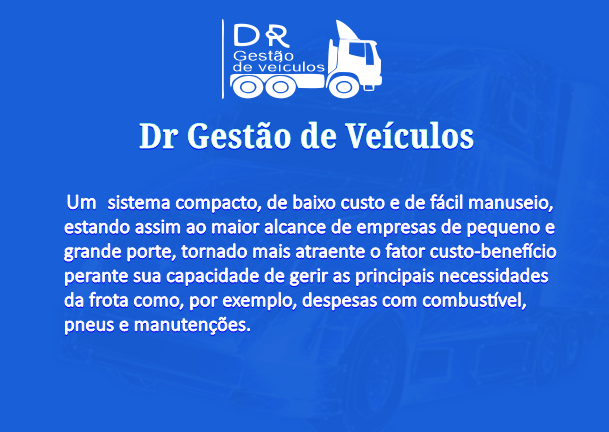 DR
Gestão
de veículos
Dr Gestão de Veículos
Um sistema compacto, de baixo custo e de fácil manuseio,
estando assim ao maior alcance de empresas de pequeno e
grande porte, tornado mais atraente o fator custo-benefício
perante sua capacidade de gerir as principais necessidades
da frota como, por exemplo, despesas com combustível,
pneus e manutenções.